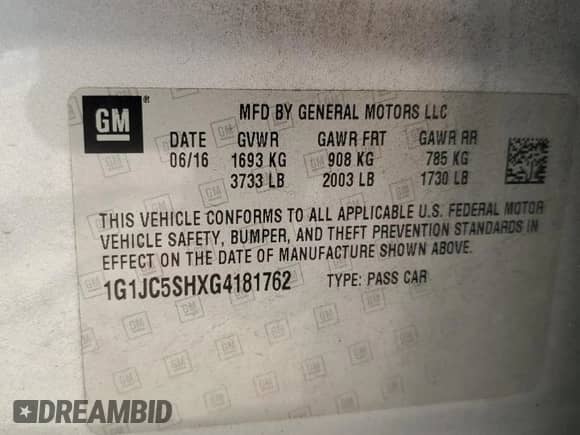 GM ® MFD BY GENERAL MOTORS LLC
DATE GVWR GAWR FRT GAWR RR
06/16 1693 KG 908 KG 785 KG
3733 LB 2003 LB 1730 LB
THIS VEHICLE CONFORMS TO ALL APPLICABLE U.S. FEDERAL MOTOR
VEHICLE SAFETY, BUMPER, AND THEFT PREVENTION STANDARDS IN
EFFECT ON THE DATE OF MANUFACTURE SHOWN ABOVE.
1G1JC5SHXG4181762 TYPE: PASS CAR
DREAMBID